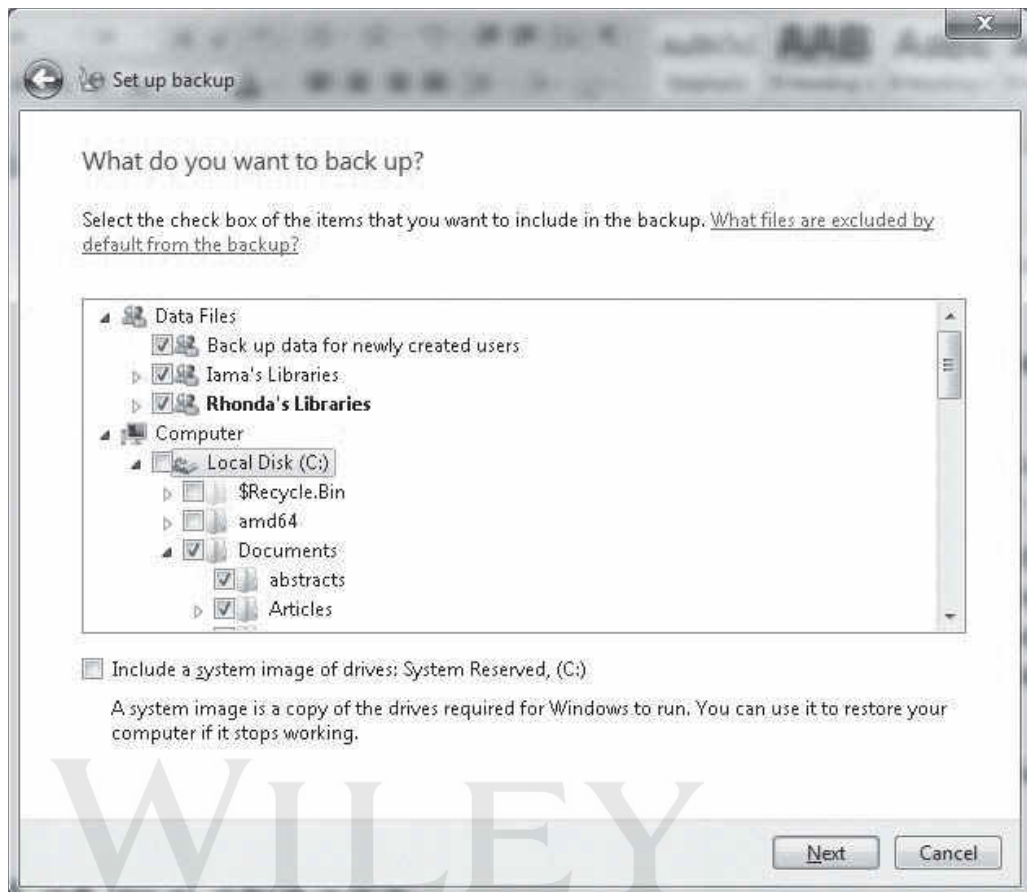 Set up backup
What do you want to back up?
Select the check box of the items that you want to include in the backup. What files are excluded by
default from the backup?
Data Files
Back up data for newly created users
Iama's Libraries
Rhonda's Libraries
Computer
Local Disk (C:)
$Recycle.Bin
amd64
Documents
abstracts
Articles
Include a system image of drives: System Reserved, (C:)
A system image is a copy of the drives required for Windows to run. You can use it to restore your
computer if it stops working.
WILEY
Next Cancel